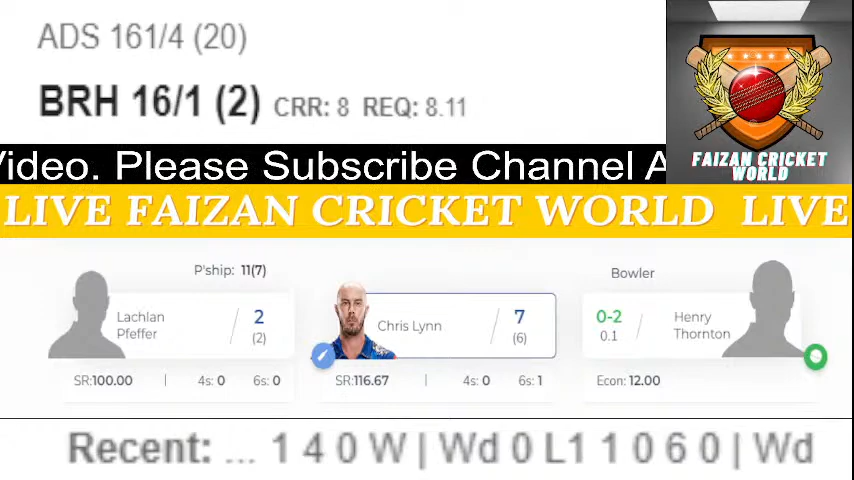 ADS 161/4 (20)
BRH 16/1 (2) CRR: 8 REQ: 8.11
FAIZAN CRICKET
WORLD
Video. Please Subscribe Channel A
LIVE FAIZAN CRICKET WORLD LIVE
P'ship: 11(7)
Bowler
Lachlan
Pfeffer
2
(2)
Chris Lynn
7
(6)
0-2
0.1
Henry
Thornton
SR:100.00 4s: 0 6s: 0
SR:116.67 4s: 0 6s: 1
Econ: 12.00
Recent: ... 1 4 0 W | Wd 0 L1 1 0 6 0 | Wd